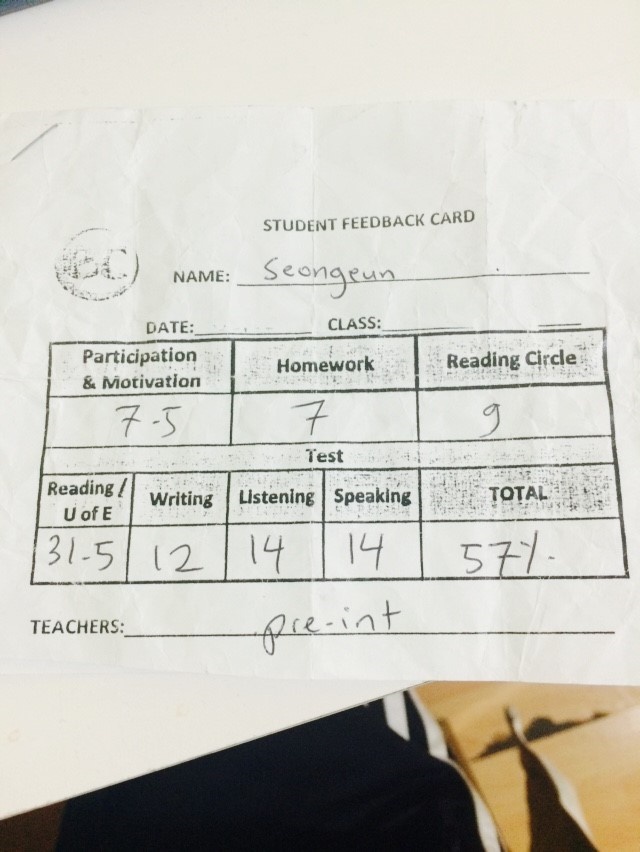 STUDENT FEEDBACK CARD
BC
NAME: Seongeun
DATE: CLASS:
Participation & Motivation Homework Reading Circle
7-5 7 9
Test
Reading / U of E Writing Listening Speaking TOTAL
31-5 12 14 14 57%.
TEACHERS: pre-int